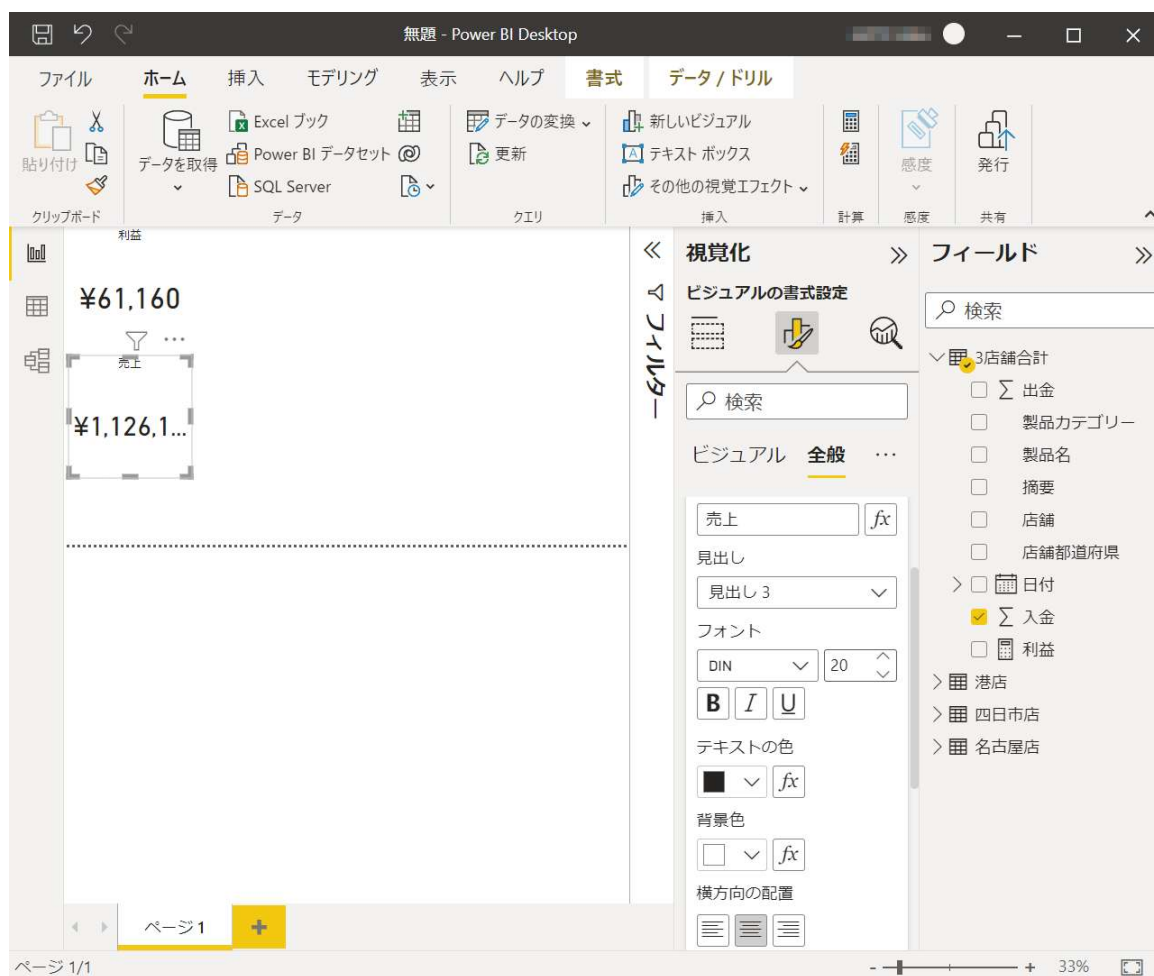 無題 - Power BI Desktop
ファイル ホーム 挿入 モデリング 表示 ヘルプ 書式 データ / ドリル
貼り付け
クリップボード
データを取得
Excel ブック
Power BI データセット
SQL Server
データ
データの変換
更新
クエリ
新しいビジュアル
テキスト ボックス
その他の視覚エフェクト
挿入
計算
感度
感度
発行
共有
利益
¥61,160
売上
¥1,126,1...
フィルター
視覚化
ビジュアルの書式設定
検索
ビジュアル 全般 ...
売上 fx
見出し
見出し 3
フォント
DIN 20
B I U
テキストの色
fx
背景色
fx
横方向の配置
フィールド
検索
3店舗合計
∑ 出金
製品カテゴリー
製品名
摘要
店舗
店舗都道府県
日付
∑ 入金
利益
港店
四日市店
名古屋店
ページ 1 +
ページ 1/1
- + 33%